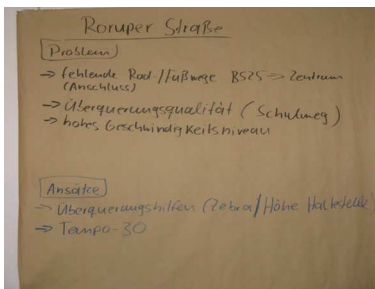 Roruper Straße
Problem
→ fehlende Rad-/Fußwege B525 → Zentrum
(Anschluss)
→ Überquerungsqualität (Schulweg)
→ hohes Geschwindigkeitsniveau
Ansätze
→ Überquerungshilfen (Zebra/Höhe Haltestelle)
→ Tempo-30